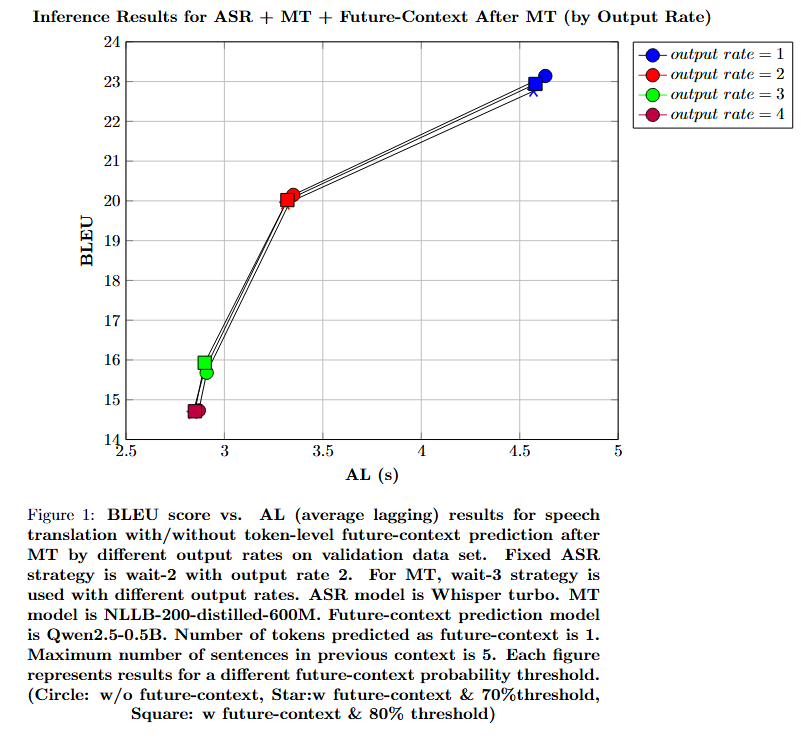 Inference Results for ASR + MT + Future-Context After MT (by Output Rate)
24
23
22
21
20
19
18
17
16
15
14
BLEU
2.5
3
3.5
4
4.5
5
AL (s)
output rate = 1
output rate = 2
output rate = 3
output rate = 4
Figure 1: BLEU score vs. AL (average lagging) results for speech
translation with/without token-level future-context prediction after
MT by different output rates on validation data set. Fixed ASR
strategy is wait-2 with output rate 2. For MT, wait-3 strategy is
used with different output rates. ASR model is Whisper turbo. MT
model is NLLB-200-distilled-600M. Future-context prediction model
is Qwen2.5-0.5B. Number of tokens predicted as future-context is 1.
Maximum number of sentences in previous context is 5. Each figure
represents results for a different future-context probability threshold.
(Circle: w/o future-context, Star:w future-context & 70%threshold,
Square: w future-context & 80% threshold)